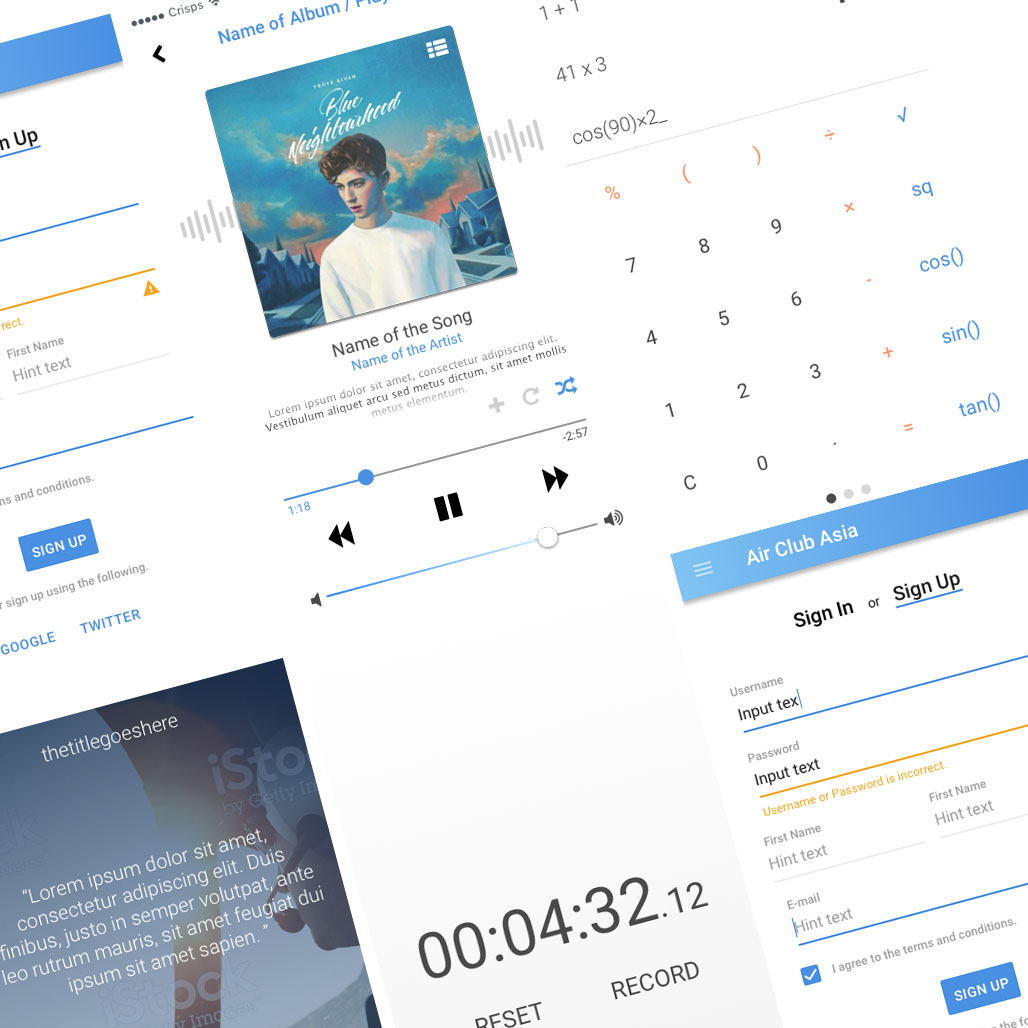 n Up
rrect.
First Name
Hint text
ms and conditions.
SIGN UP
r sign up using the following.
GOOGLE
TWITTER
Crisps
Name of Album / Play
TROYE SIVAN
Blue
Neighbourhood
Name of the Song
Name of the Artist
Lorem ipsum dolor sit amet, consectetur adipiscing elit.
Vestibulum aliquet arcu sed metus dictum, sit amet mollis
metus elementum.
-2:57
1:18
1 + 1
41 x 3
cos(90)×2_
% ( ) ÷ √
7 8 9 × sq
4 5 6 - cos()
1 2 3 + sin()
C 0 . = tan()
Air Club Asia
Sign In or Sign Up
Username
Input tex
Password
Input text
Username or Password is incorrect.
First Name
Hint text
First Name
Hint text
E-mail
Hint text
I agree to the terms and conditions.
SIGN UP
thetitlegoeshere
iStock
by Getty Im
“Lorem ipsum dolor sit amet,
consectetur adipiscing elit. Duis
finibus, justo in semper volutpat, ante
leo rutrum mauris, sit amet feugiat dui
ipsum sit amet sapien. ”
iStock
by Getty Images
00:04:32.12
RESET
RECORD